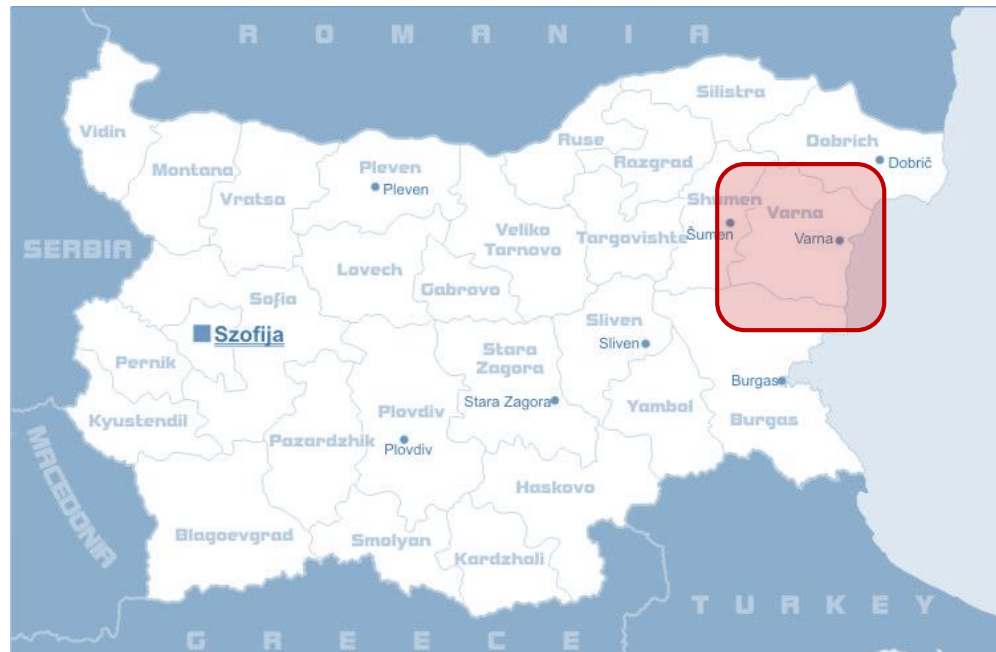 ROMANIA
Silistra
Vidin
Ruse
Dobrich
Dobrič
Montana
Pleven
Pleven
Razgrad
Vratsa
Shumen
Varna
Šumen
Varna
Veliko
Tarnovo
Targovishte
SERBIA
Lovech
Gabrovo
Sofia
Szofija
Sliven
Sliven
Pernik
Stara
Zagora
Stara Zagora
Burgas
Burgas
Yambol
Kyustendil
Plovdiv
Plovdiv
Pazardzhik
MACEDONIA
Haskovo
Blagoevgrad
Smolyan
Kardzhali
TURKEY
GREECE